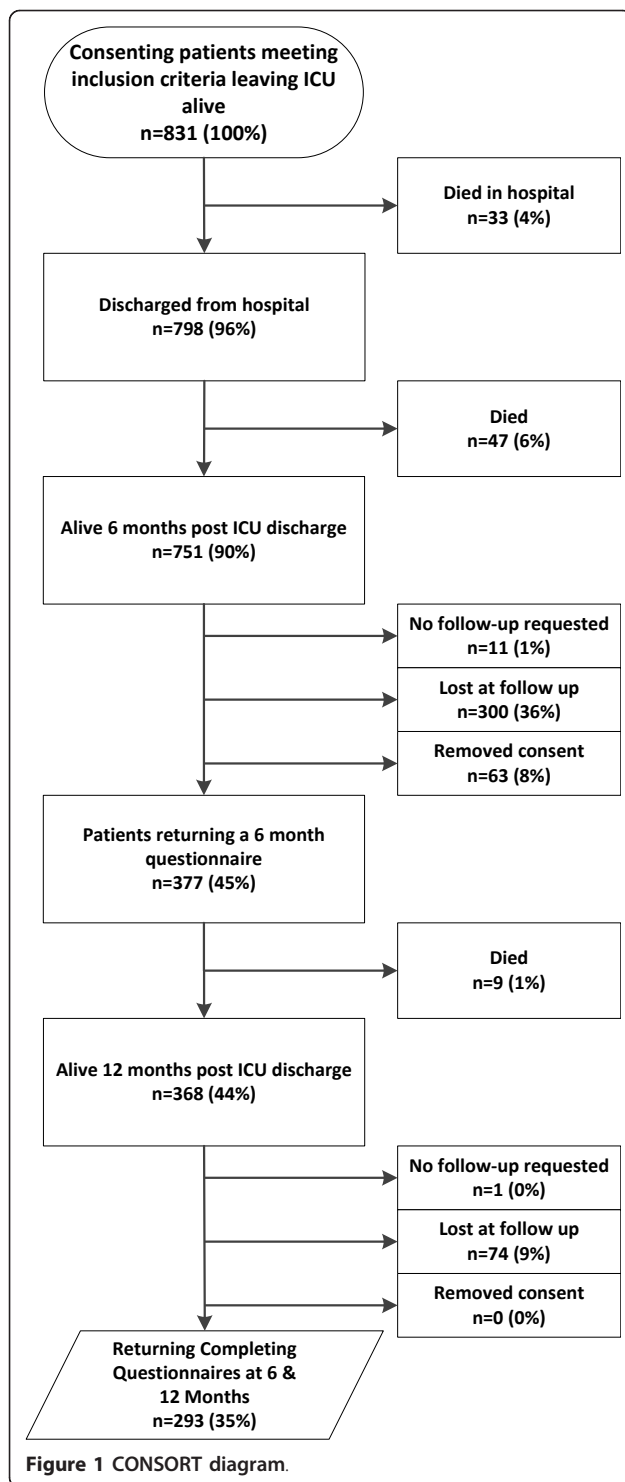 Consenting patients meeting
inclusion criteria leaving ICU
alive
n=831 (100%)
Died in hospital
n=33 (4%)
Discharged from hospital
n=798 (96%)
Died
n=47 (6%)
Alive 6 months post ICU discharge
n=751 (90%)
No follow-up requested
n=11 (1%)
Lost at follow up
n=300 (36%)
Removed consent
n=63 (8%)
Patients returning a 6 month
questionnaire
n=377 (45%)
Died
n=9 (1%)
Alive 12 months post ICU discharge
n=368 (44%)
No follow-up requested
n=1 (0%)
Lost at follow up
n=74 (9%)
Removed consent
n=0 (0%)
Returning Completing
Questionnaires at 6 &
12 Months
n=293 (35%)
Figure 1 CONSORT diagram.